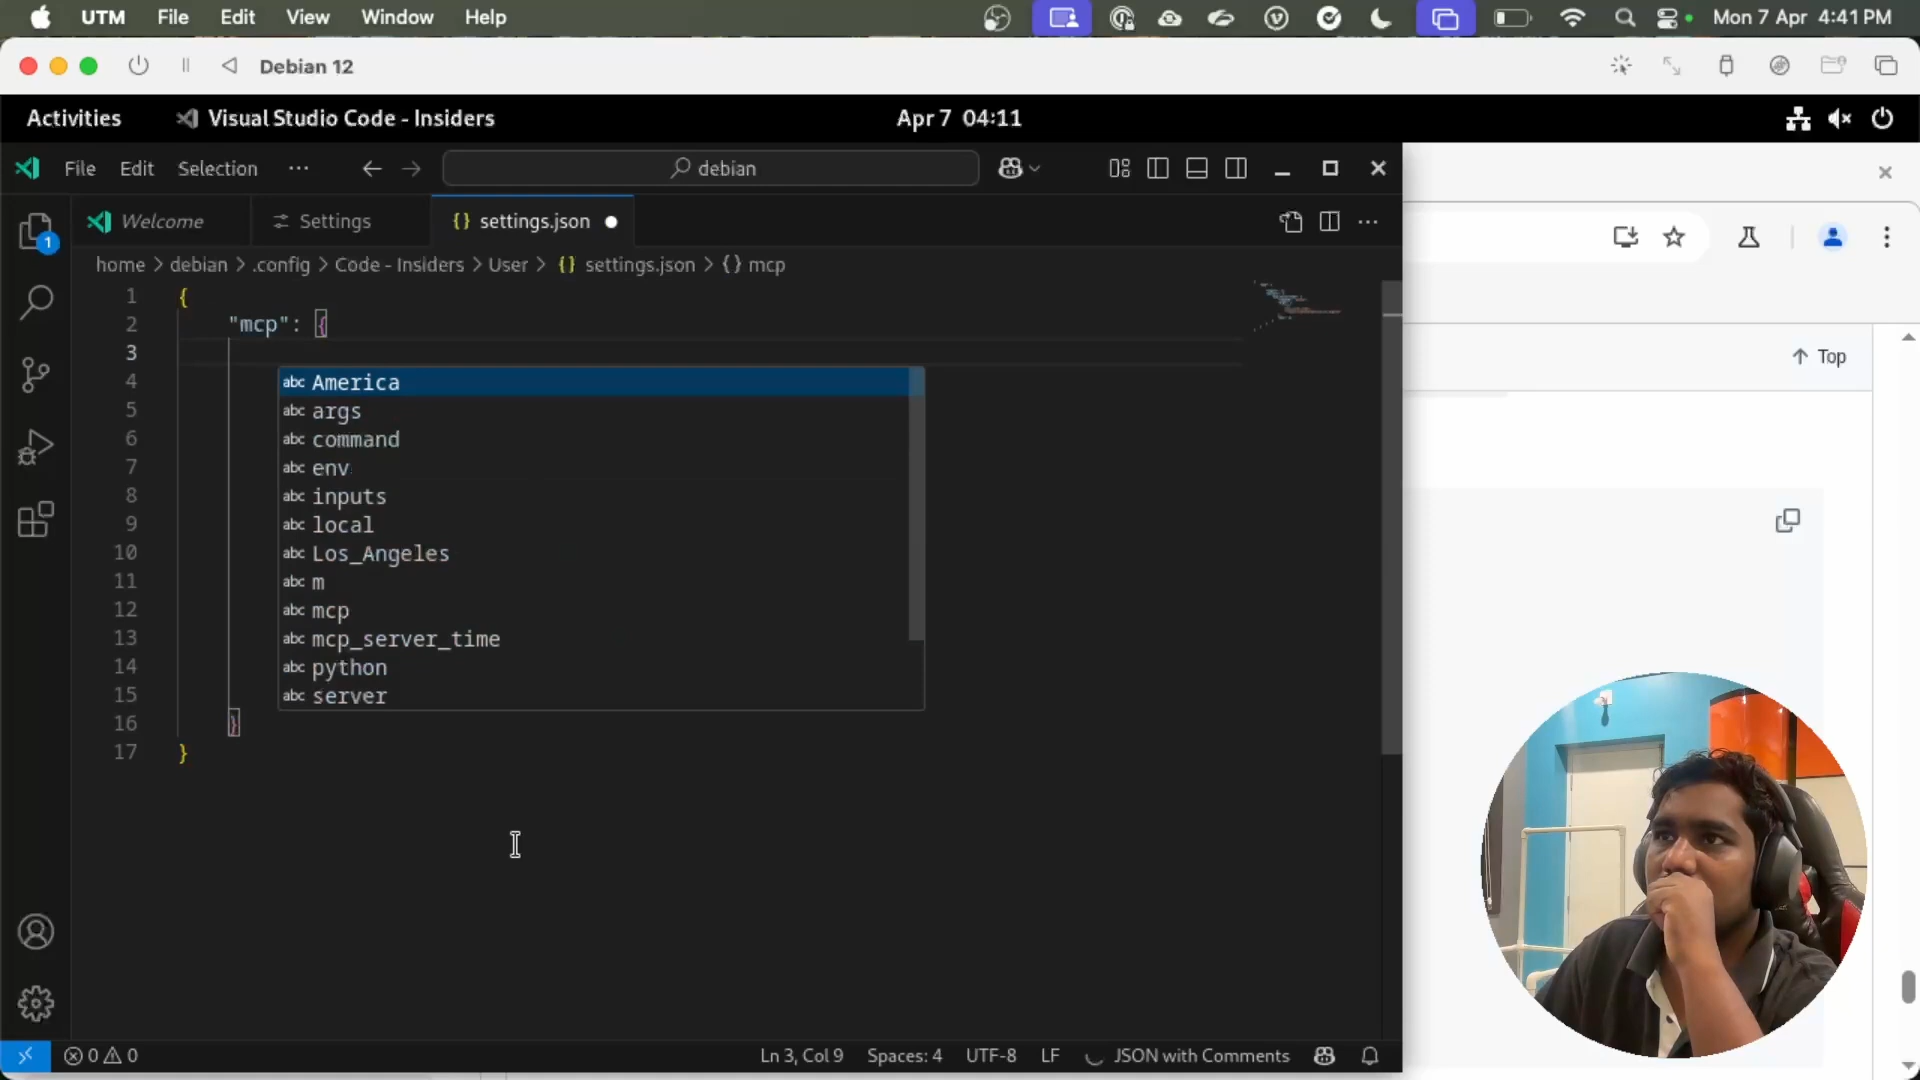 UTM File Edit View Window Help Mon 7 Apr 4:41 PM
Debian 12
Activities Visual Studio Code - Insiders Apr 7 04:11
File Edit Selection ··· debian
Welcome Settings {} settings.json
home > debian > .config > Code - Insiders > User > {} settings.json > {} mcp
1 {
2 "mcp": {
3
Top
4 abc America
5 abc args
6 abc command
7 abc env
8 abc inputs
9 abc local
10 abc Los_Angeles
11 abc m
12 abc mcp
13 abc mcp_server_time
14 abc python
15 abc server
16 }
17 }
0 0 Ln 3, Col 9 Spaces: 4 UTF-8 LF JSON with Comments